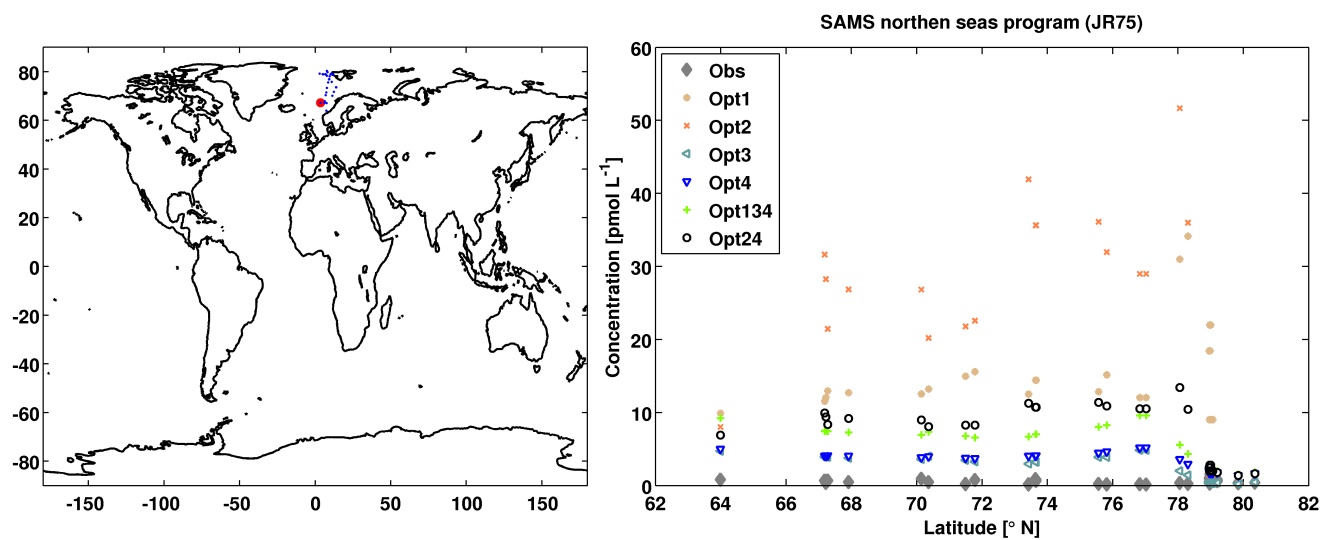 SAMS northen seas program (JR75)
80
60
40
20
0
-20
-40
-60
-80
-150 -100 -50 0 50 100 150
Concentration [pmol L-1]
60
50
40
30
20
10
0
Obs
Opt1
Opt2
Opt3
Opt4
Opt134
Opt24
62 64 66 68 70 72 74 76 78 80 82
Latitude [° N]